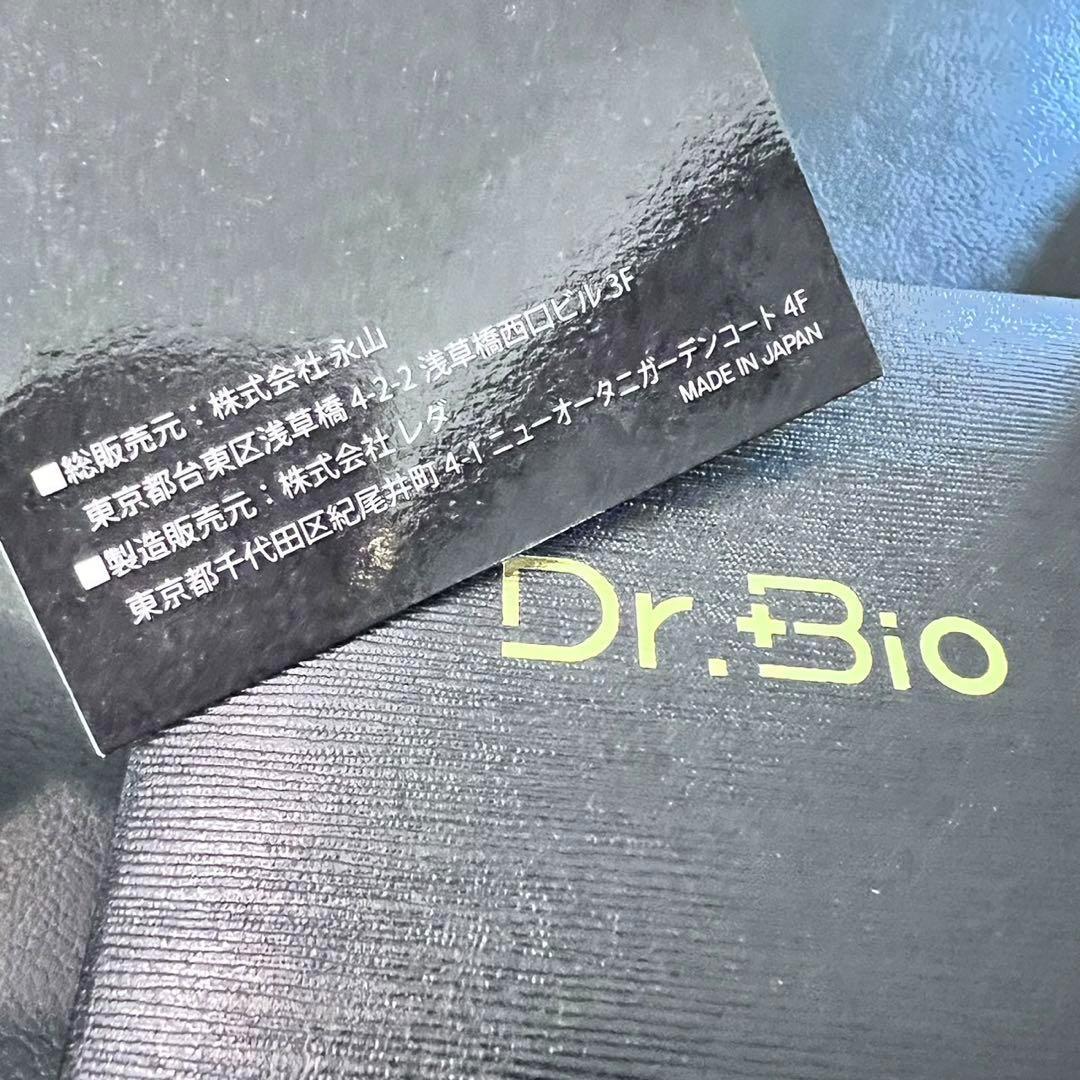 ■総販売元：株式会社 永山
東京都台東区浅草橋 4-2-2 浅草橋西口ビル 3F
■製造販売元：株式会社 レダ
東京都千代田区紀尾井町 4-1 ニューオータニガーデンコート 4F
MADE IN JAPAN
Dr.Bio